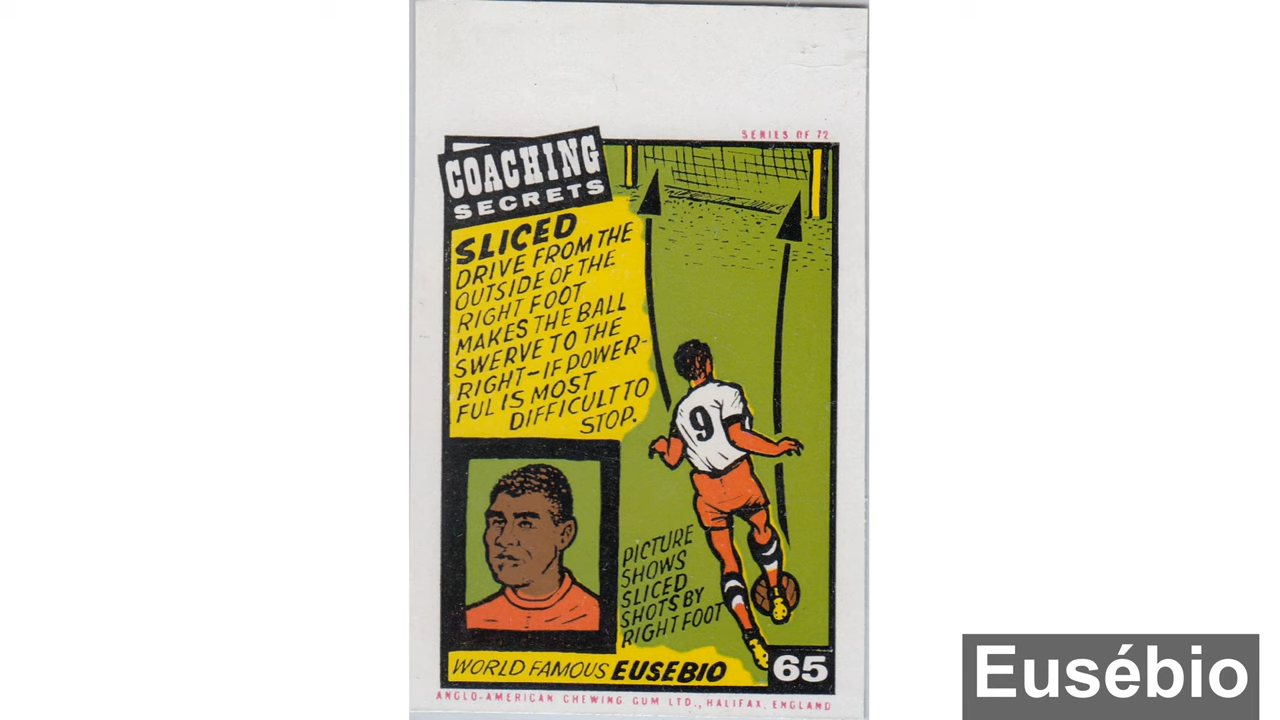 SERIES OF 72
COACHING
SECRETS
SLICED
DRIVE FROM THE
OUTSIDE OF THE
RIGHT FOOT
MAKES THE BALL
SWERVE TO THE
RIGHT–IF POWER-
FUL IS MOST
DIFFICULT TO
STOP.
9
PICTURE
SHOWS
SLICED
SHOTS BY
RIGHT FOOT
WORLD FAMOUS EUSEBIO
65
ANGLO-AMERICAN CHEWING GUM LTD., HALIFAX, ENGLAND
Eusébio